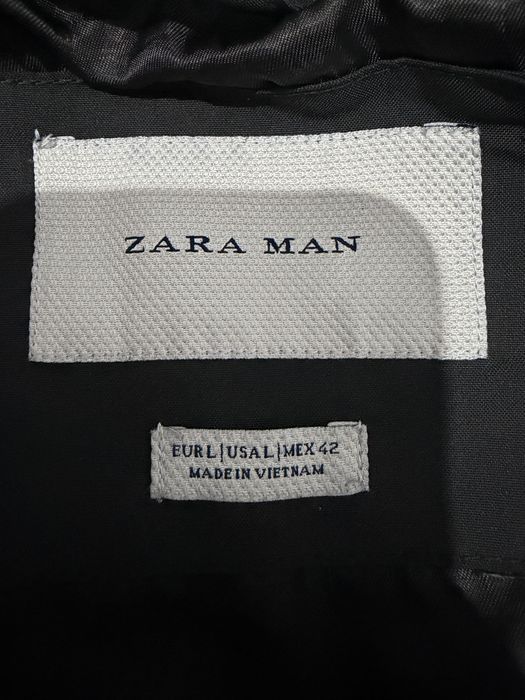 ZARA MAN
EUR L|USA L|MEX 42
MADE IN VIETNAM